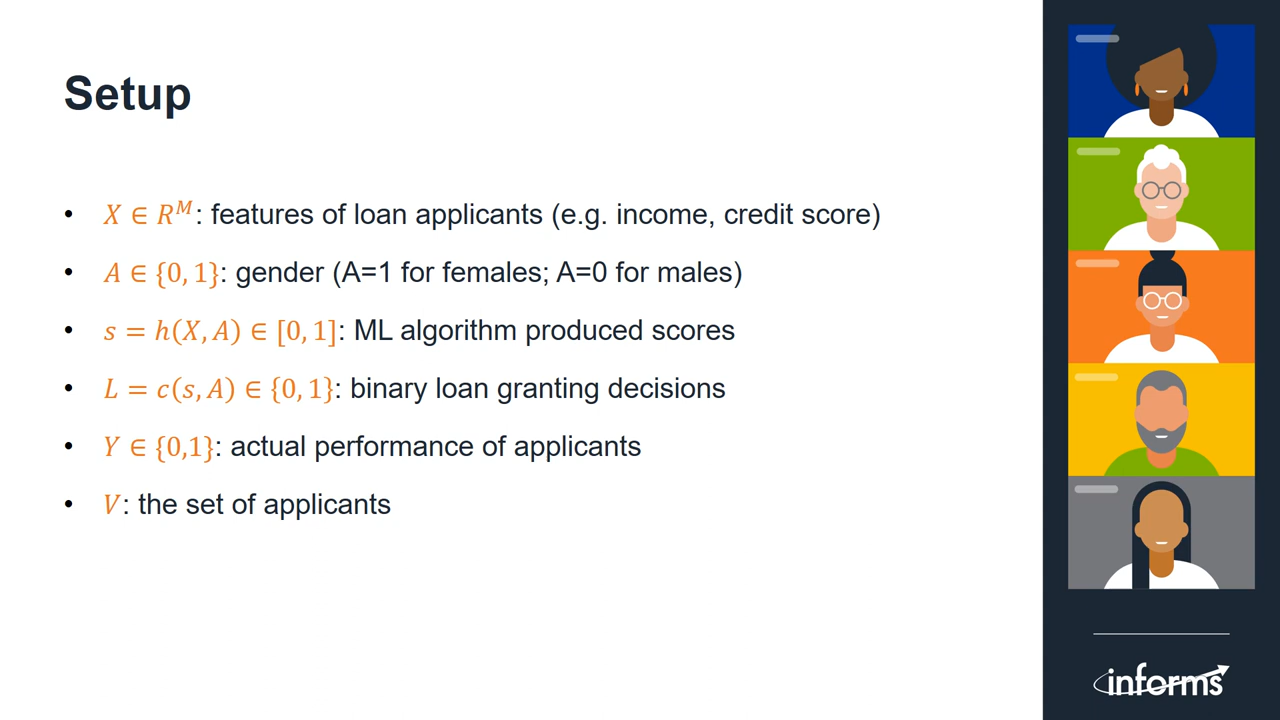 Setup
• X ∈ R^M: features of loan applicants (e.g. income, credit score)
• A ∈ {0, 1}: gender (A=1 for females; A=0 for males)
• s = h(X, A) ∈ [0, 1]: ML algorithm produced scores
• L = c(s, A) ∈ {0, 1}: binary loan granting decisions
• Y ∈ {0,1}: actual performance of applicants
• V: the set of applicants
informs